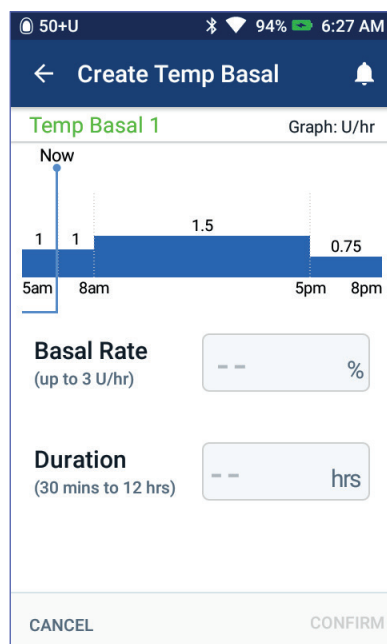 50+U 94% 6:27 AM
Create Temp Basal
Temp Basal 1 Graph: U/hr
Now
1 1 1.5 0.75
5am 8am 5pm 8pm
Basal Rate
(up to 3 U/hr)
-- %
Duration
(30 mins to 12 hrs)
-- hrs
CANCEL CONFIRM